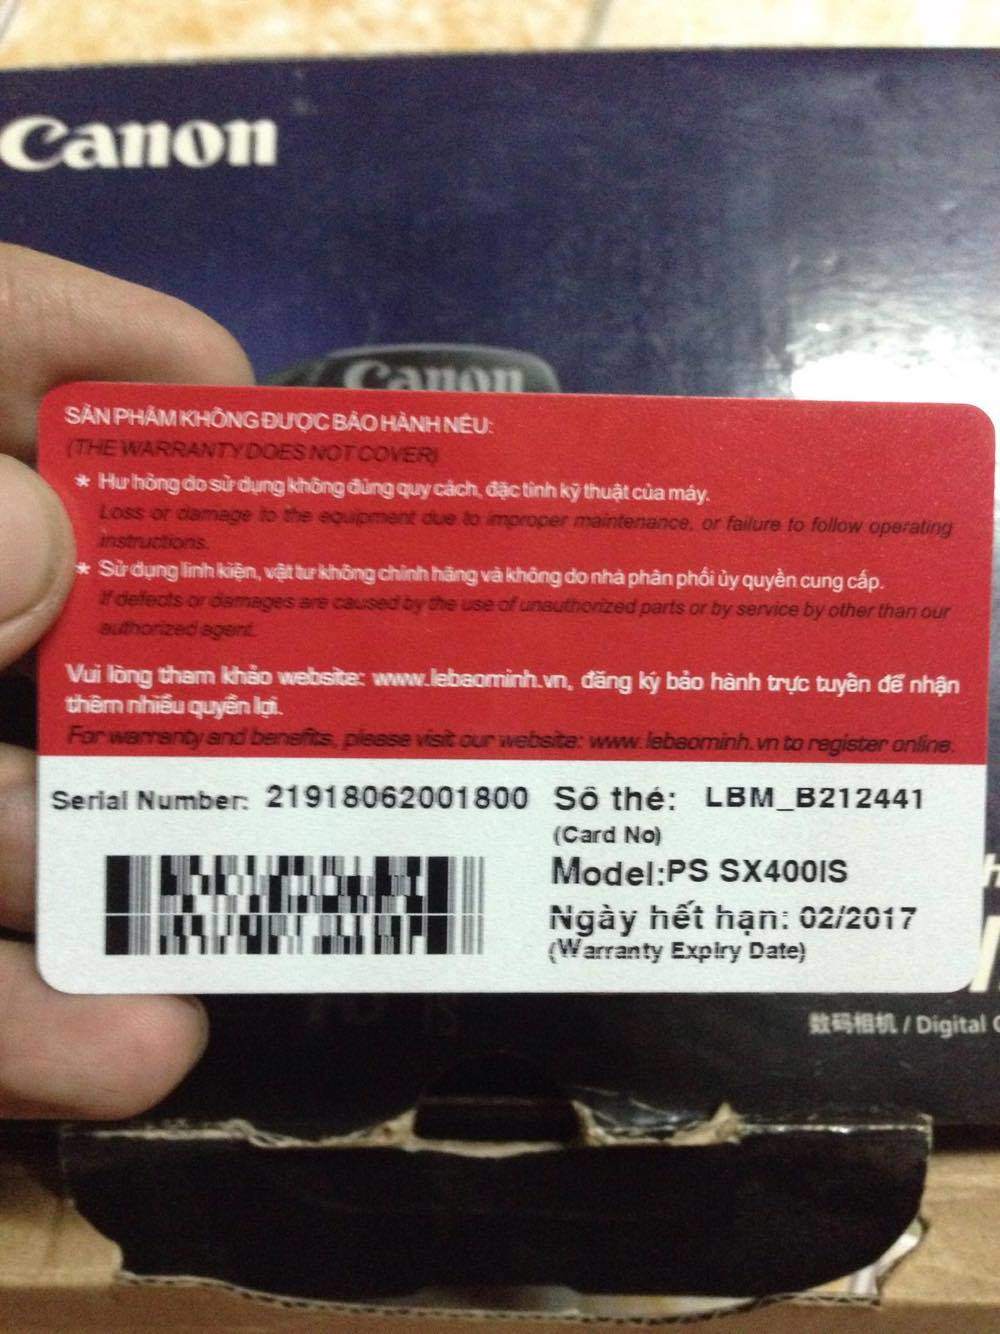 Canon
Canon
SẢN PHẨM KHÔNG ĐƯỢC BẢO HÀNH NẾU:
(THE WARRANTY DOES NOT COVER)
* Hư hỏng do sử dụng không đúng quy cách, đặc tính kỹ thuật của máy.
Loss or damage to the equipment due to improper maintenance, or failure to follow operating
instructions.
* Sử dụng linh kiện, vật tư không chính hãng và không do nhà phân phối ủy quyền cung cấp.
If defects or damages are caused by the use of unauthorized parts or by service by other than our
authorized agent.
Vui lòng tham khảo website: www.lebaominh.vn, đăng ký bảo hành trực tuyến để nhận
thêm nhiều quyền lợi.
For warranty and benefits, please visit our website: www.lebaominh.vn to register online.
Serial Number: 21918062001800 Số thẻ: LBM_B212441
(Card No)
Model:PS SX400IS
Ngày hết hạn: 02/2017
(Warranty Expiry Date)
数码相机 / Digital